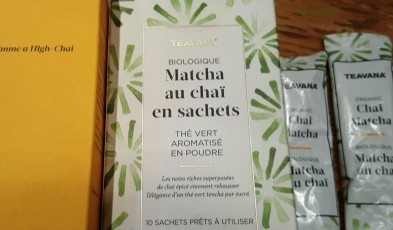 imme a High-Chai
TEAVANA
BIOLOGIQUE
Matcha
au chaï
en sachets
THÉ VERT
AROMATISÉ
EN POUDRE
Les notes riches superposées
de chaï épicé viennent rehausser
l'élégance d'un thé vert tencha pur sucré.
10 SACHETS PRÊTS À UTILISER
TEAVANA
ORGANIC
Chai
Matcha
BIOLOGIQUE
Matcha
au chaï
TEAVANA
ORGANIC
Chai
Matcha
BIOLOGIQUE
Matcha
au chaï